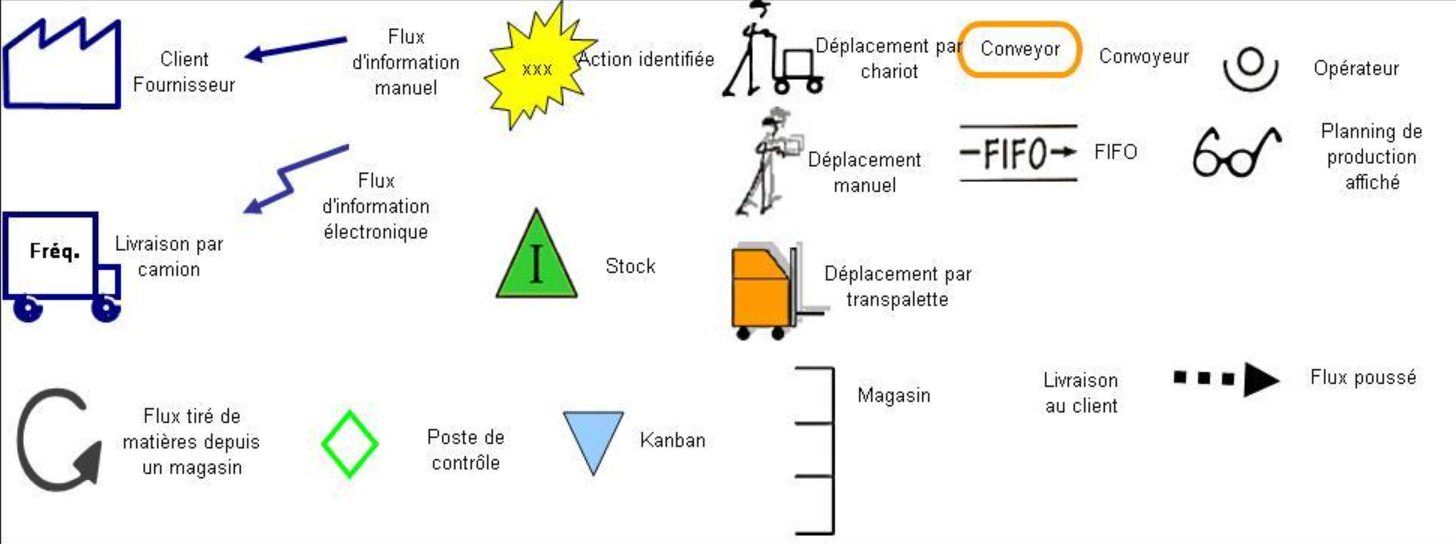 Client
Fournisseur
Flux
d'information
manuel
xxx
Action identifiée
Déplacement par
chariot
Conveyor
Convoyeur
Opérateur
Déplacement
manuel
FIFO
FIFO
Planning de
production
affiché
Fréq.
Livraison par
camion
Flux
d'information
électronique
I
Stock
Déplacement par
transpalette
Flux tiré de
matières depuis
un magasin
Poste de
contrôle
Kanban
Magasin
Livraison
au client
Flux poussé